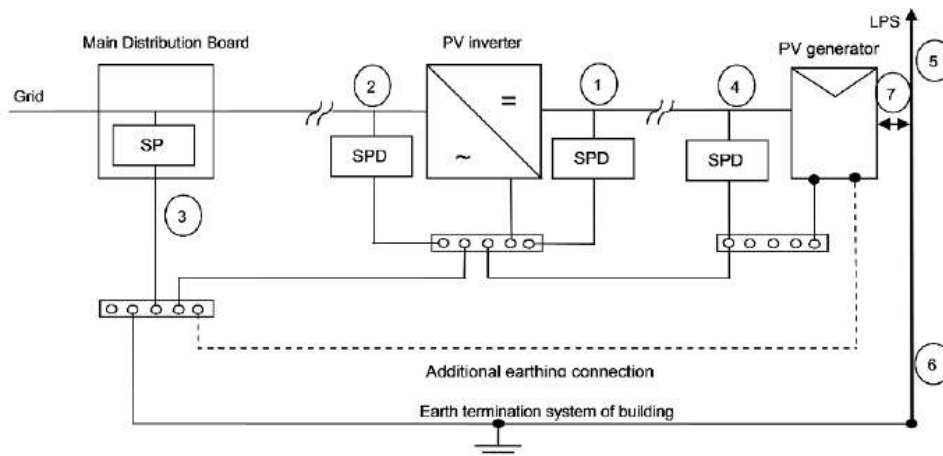 LPS
Main Distribution Board
PV inverter
PV generator
5
2
1
4
7
Grid
=
SP
SPD
~
SPD
SPD
3
Additional earthing connection
6
Earth termination system of building